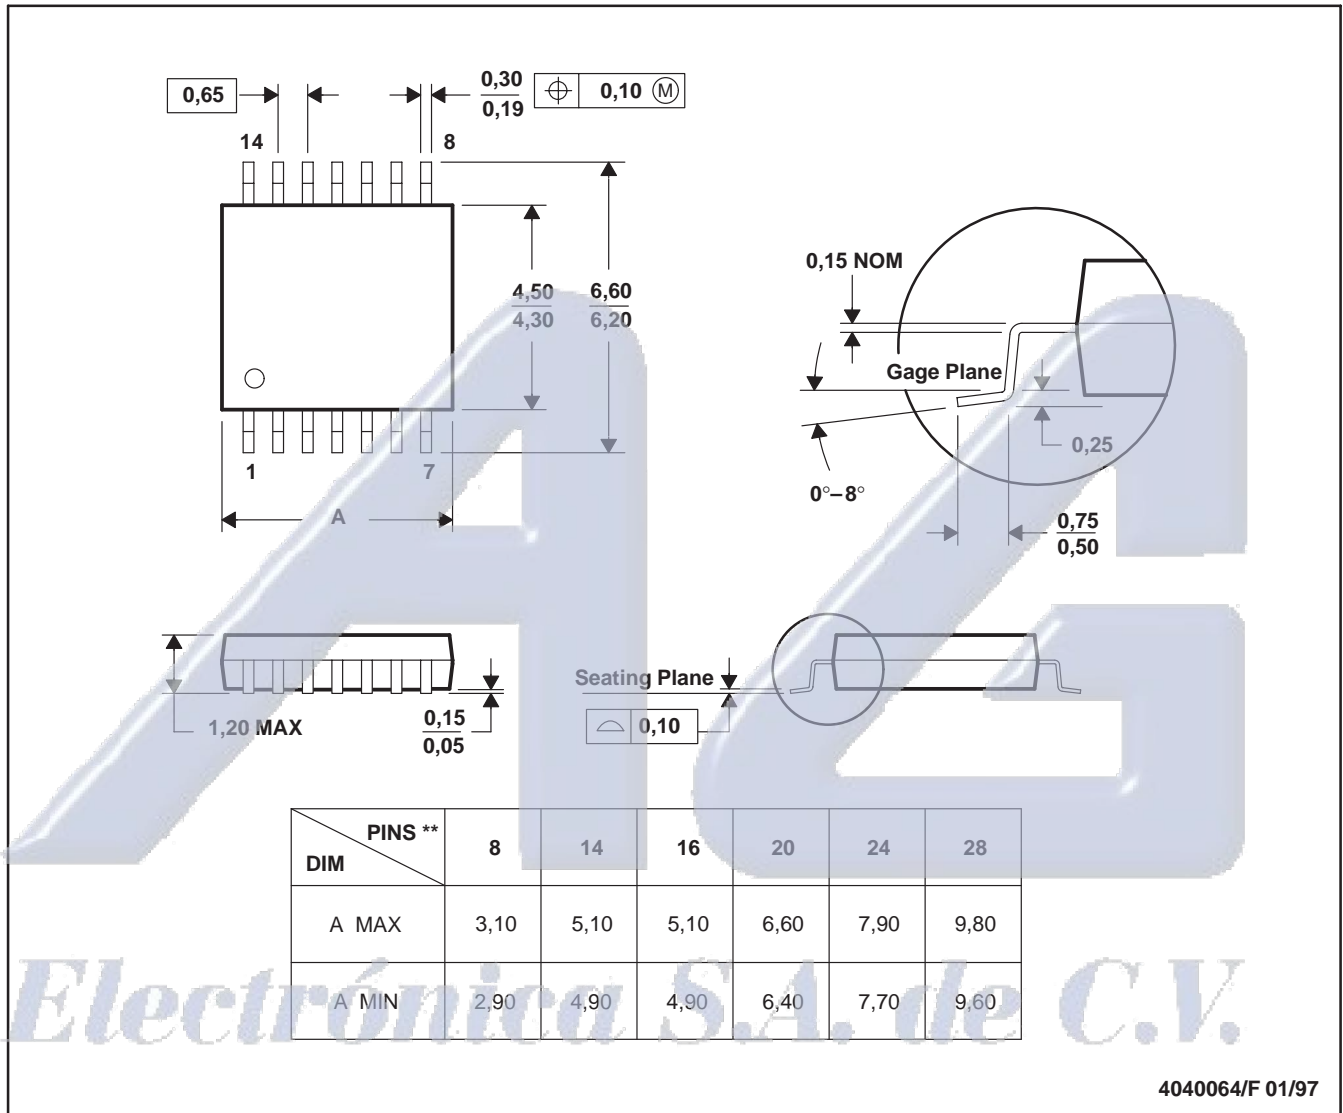 0,65
0,30
0,19
0,10 Ⓜ
14
8
4,50
4,30
6,60
6,20
1
7
A
0,15 NOM
Gage Plane
0,25
0°–8°
0,75
0,50
1,20 MAX
0,15
0,05
Seating Plane
0,10
PINS **
DIM
8 14 16 20 24 28
A MAX 3,10 5,10 5,10 6,60 7,90 9,80
A MIN 2,90 4,90 4,90 6,40 7,70 9,60
AG
Electrónica S.A. de C.V.
4040064/F 01/97